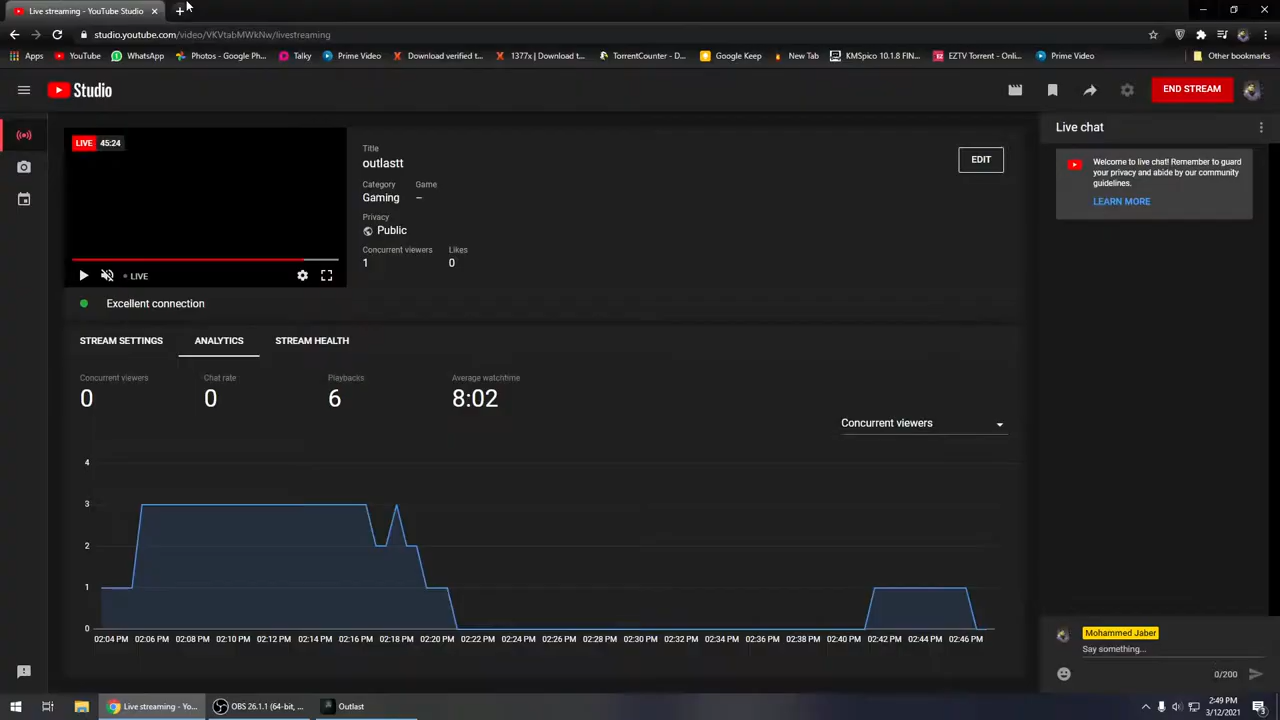 Live streaming - YouTube Studio
studio.youtube.com/video/VKVtabMWkNw/livestreaming
Apps YouTube WhatsApp Photos - Google Ph... Talky Prime Video Download verified t... 1377x | Download t... TorrentCounter - D... Google Keep New Tab KMSpico 10.1.8 FIN... EZTV Torrent - Onli... Prime Video Other bookmarks
Studio
END STREAM
LIVE 45:24
Title
outlastt
EDIT
Category Game
Gaming –
Privacy
Public
Concurrent viewers Likes
1 0
LIVE
Excellent connection
STREAM SETTINGS ANALYTICS STREAM HEALTH
Concurrent viewers Chat rate Playbacks Average watchtime
0 0 6 8:02
Concurrent viewers
4
3
2
1
0
02:04 PM 02:06 PM 02:08 PM 02:10 PM 02:12 PM 02:14 PM 02:16 PM 02:18 PM 02:20 PM 02:22 PM 02:24 PM 02:26 PM 02:28 PM 02:30 PM 02:32 PM 02:34 PM 02:36 PM 02:38 PM 02:40 PM 02:42 PM 02:44 PM 02:46 PM
Live chat
Welcome to live chat! Remember to guard
your privacy and abide by our community
guidelines.
LEARN MORE
Mohammed Jaber
Say something...
0/200
Live streaming - Yo...
OBS 26.1.1 (64-bit, ...
Outlast
2:49 PM
3/12/2021
3